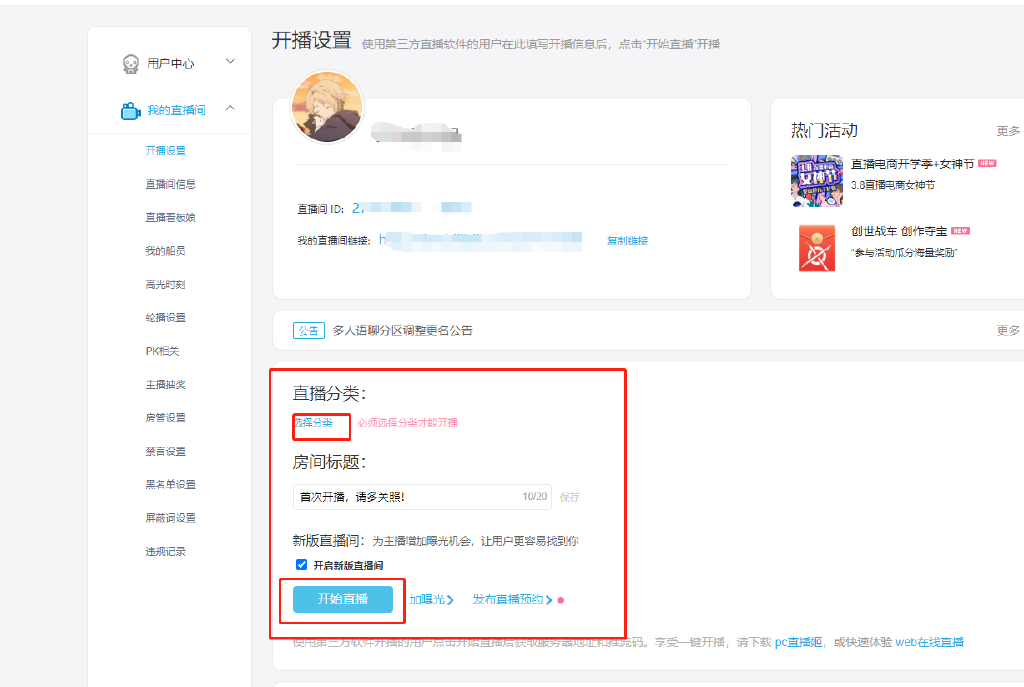 用户中心
我的直播间
开播设置
直播间信息
直播看板娘
我的船员
高光时刻
轮播设置
PK相关
主播抽奖
房管设置
禁言设置
黑名单设置
屏蔽词设置
违规记录
开播设置 使用第三方直播软件的用户在此填写开播信息后，点击"开始直播"开播
直播间 ID:
我的直播间链接: 复制链接
热门活动 更多
直播电商开学季+女神节 NEW
3.8直播电商女神节
创世战车 创作夺宝 NEW
"参与活动瓜分海量奖励"
公告 多人语聊分区调整更名公告 更多
直播分类:
选择分类 必须选择分类才能开播
房间标题:
首次开播，请多关照! 10/20 保存
新版直播间: 为主播增加曝光机会，让用户更容易找到你
开启新版直播间
开始直播 加曝光 发布直播预约
使用第三方软件开播的用户点击开始直播后获取服务器地址和推流码。享受一键开播，请下载 pc直播姬，或快速体验 web在线直播